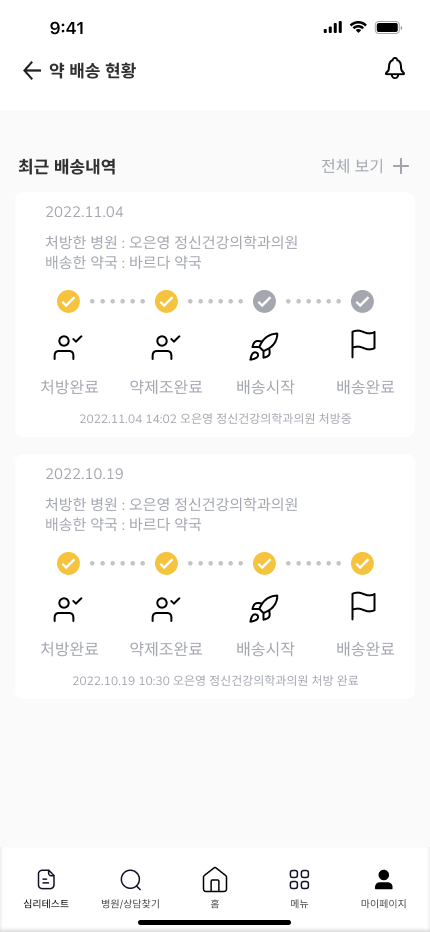 9:41
약 배송 현황
최근 배송내역
전체 보기
2022.11.04
처방한 병원 : 오은영 정신건강의학과의원
배송한 약국 : 바르다 약국
처방완료 약제조완료 배송시작 배송완료
2022.11.04 14:02 오은영 정신건강의학과의원 처방중
2022.10.19
처방한 병원 : 오은영 정신건강의학과의원
배송한 약국 : 바르다 약국
처방완료 약제조완료 배송시작 배송완료
2022.10.19 10:30 오은영 정신건강의학과의원 처방 완료
심리테스트 병원/상담찾기 홈 메뉴 마이페이지